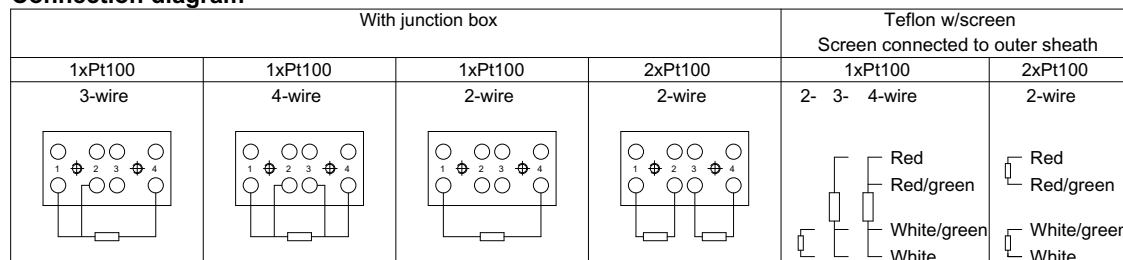 Connection diagram
With junction box
Teflon w/screen
Screen connected to outer sheath
1xPt100 1xPt100 1xPt100 2xPt100 1xPt100 2xPt100
3-wire 4-wire 2-wire 2-wire 2- 3- 4-wire 2-wire
1 2 3 4 1 2 3 4 1 2 3 4 1 2 3 4
Red Red
Red/green Red/green
White/green White/green
White White